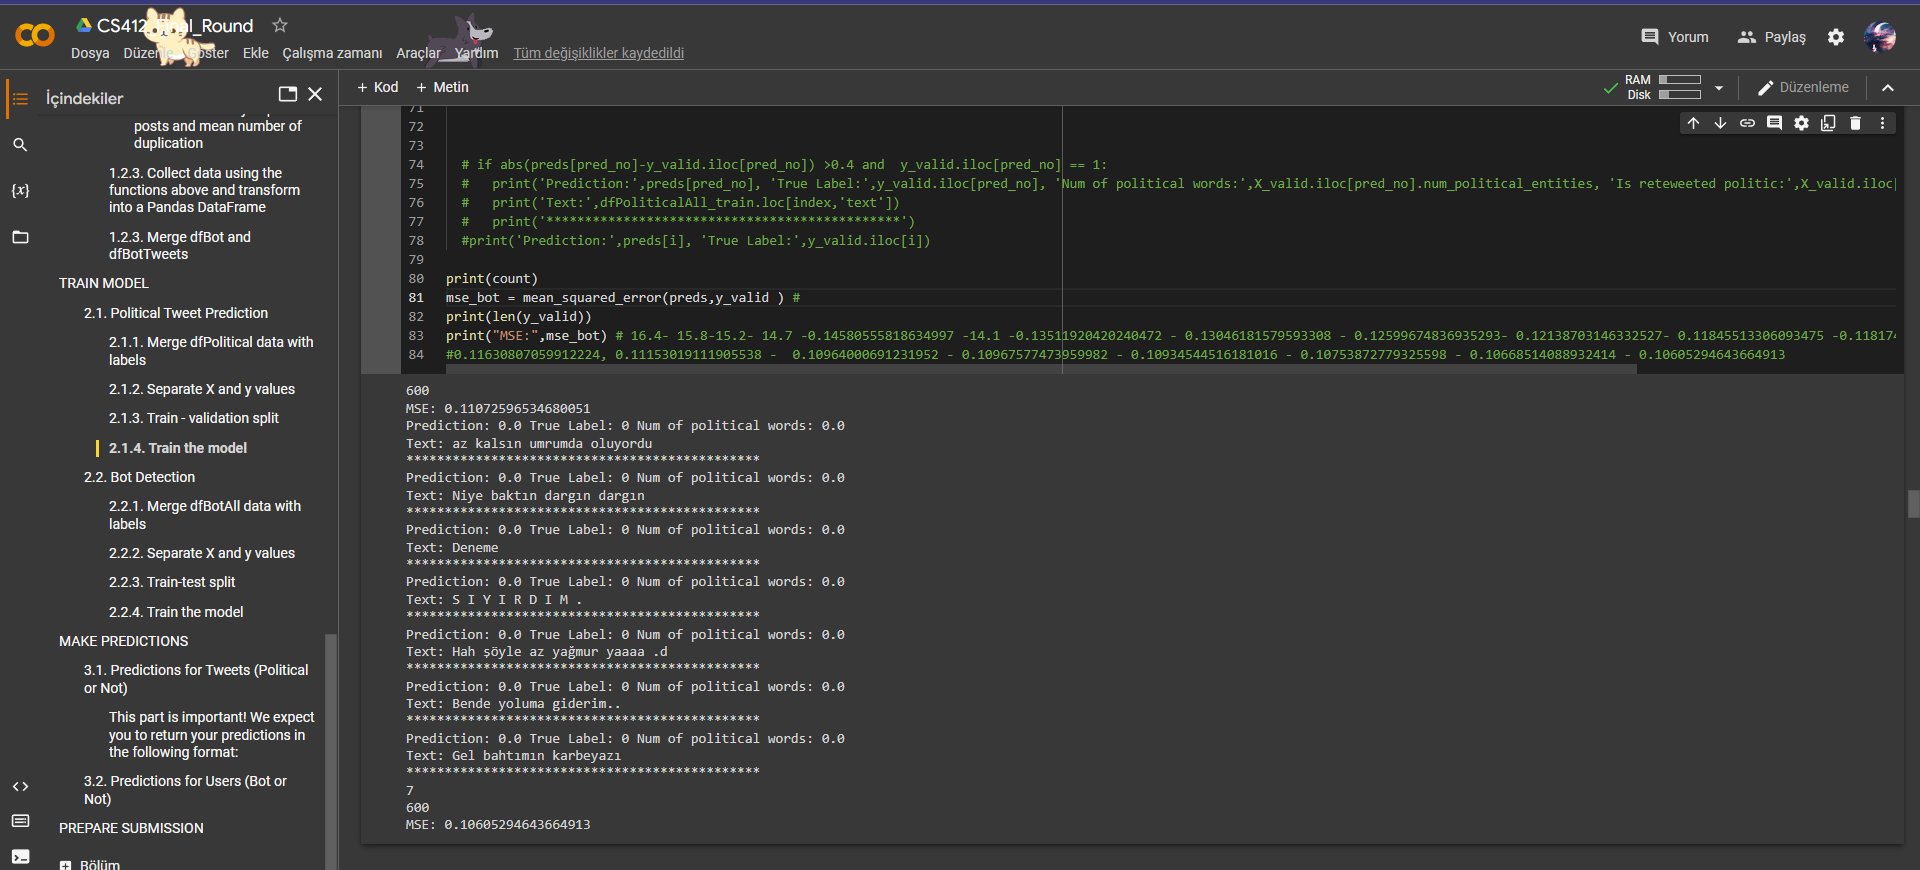 CS412_Final_Round
Dosya Düzenle Göster Ekle Çalışma zamanı Araçlar Yardım Tüm değişiklikler kaydedildi
Yorum Paylaş
İçindekiler
+ Kod + Metin
RAM
Disk
Düzenleme
posts and mean number of
duplication
1.2.3. Collect data using the
functions above and transform
into a Pandas DataFrame
1.2.3. Merge dfBot and
dfBotTweets
TRAIN MODEL
2.1. Political Tweet Prediction
2.1.1. Merge dfPolitical data with
labels
2.1.2. Separate X and y values
2.1.3. Train - validation split
2.1.4. Train the model
2.2. Bot Detection
2.2.1. Merge dfBotAll data with
labels
2.2.2. Separate X and y values
2.2.3. Train-test split
2.2.4. Train the model
MAKE PREDICTIONS
3.1. Predictions for Tweets (Political
or Not)
This part is important! We expect
you to return your predictions in
the following format:
3.2. Predictions for Users (Bot or
Not)
PREPARE SUBMISSION
Bölüm
71
72
73
74 # if abs(preds[pred_no]-y_valid.iloc[pred_no]) >0.4 and  y_valid.iloc[pred_no] == 1:
75 #   print('Prediction:',preds[pred_no], 'True Label:',y_valid.iloc[pred_no], 'Num of political words:',X_valid.iloc[pred_no].num_political_entities, 'Is reteweeted politic:',X_valid.iloc[
76 #   print('Text:',dfPoliticalAll_train.loc[index,'text'])
77 #   print('**********************************************')
78 #print('Prediction:',preds[i], 'True Label:',y_valid.iloc[i])
79
80 print(count)
81 mse_bot = mean_squared_error(preds,y_valid ) #
82 print(len(y_valid))
83 print("MSE:",mse_bot) # 16.4- 15.8-15.2- 14.7 -0.14580555818634997 -14.1 -0.13511920420240472 - 0.13046181579593308 - 0.12599674836935293- 0.12138703146332527- 0.11845513306093475 -0.118174
84 #0.11630807059912224, 0.11153019111905538 -  0.10964000691231952 - 0.10967577473959982 - 0.10934544516181016 - 0.10753872779325598 - 0.10668514088932414 - 0.10605294643664913
600
MSE: 0.11072596534680051
Prediction: 0.0 True Label: 0 Num of political words: 0.0
Text: az kalsın umrumda oluyordu
**********************************************
Prediction: 0.0 True Label: 0 Num of political words: 0.0
Text: Niye baktın dargın dargın
**********************************************
Prediction: 0.0 True Label: 0 Num of political words: 0.0
Text: Deneme
**********************************************
Prediction: 0.0 True Label: 0 Num of political words: 0.0
Text: S I Y I R D I M .
**********************************************
Prediction: 0.0 True Label: 0 Num of political words: 0.0
Text: Hah şöyle az yağmur yaaaa .d
**********************************************
Prediction: 0.0 True Label: 0 Num of political words: 0.0
Text: Bende yoluma giderim..
**********************************************
Prediction: 0.0 True Label: 0 Num of political words: 0.0
Text: Gel bahtımın karbeyazı
**********************************************
7
600
MSE: 0.10605294643664913